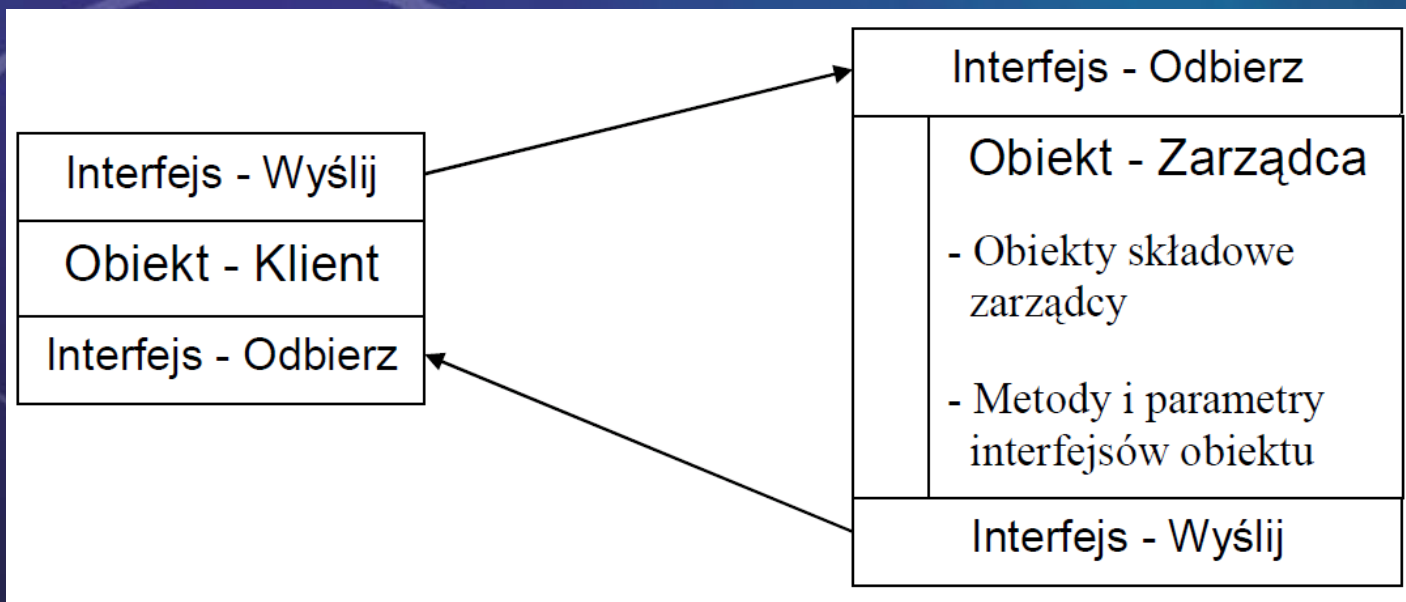 Interfejs - Wyślij
Obiekt - Klient
Interfejs - Odbierz
Interfejs - Odbierz
Obiekt - Zarządca
- Obiekty składowe
zarządcy
- Metody i parametry
interfejsów obiektu
Interfejs - Wyślij